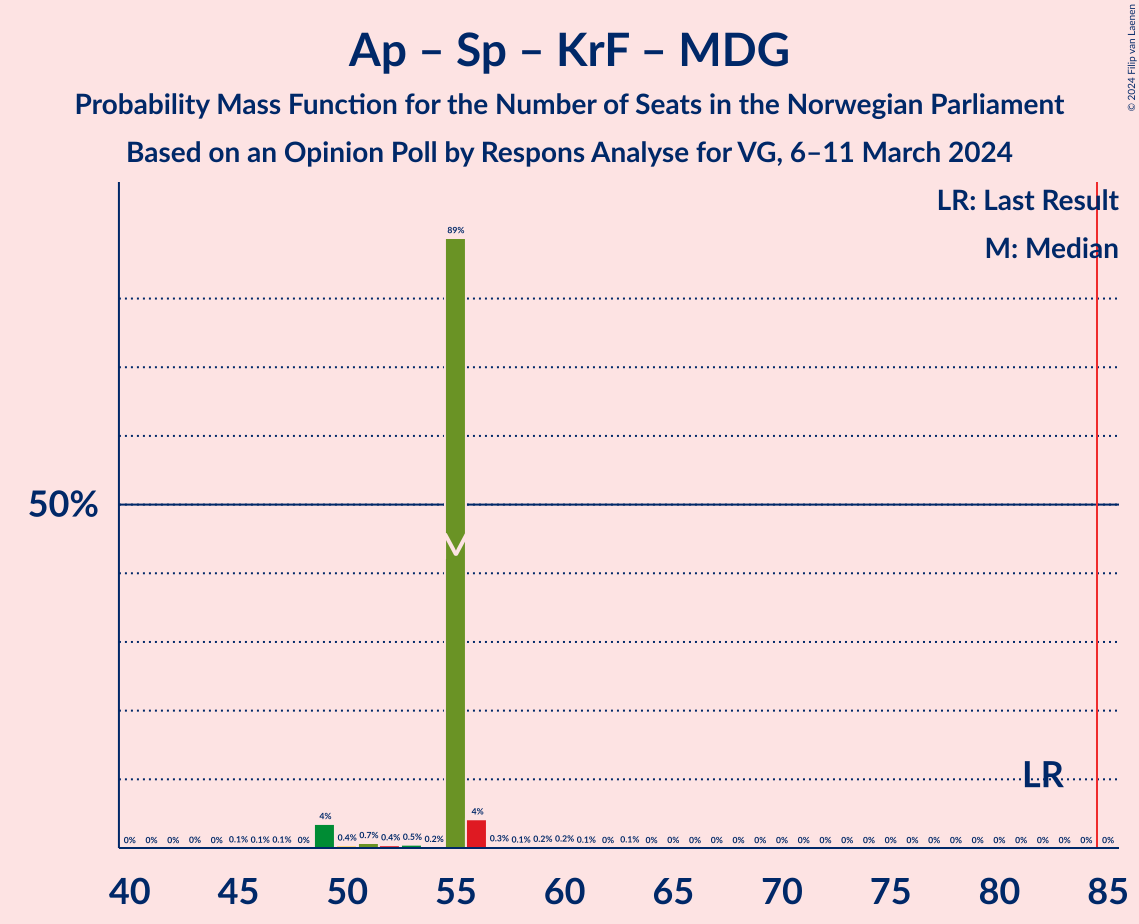 Ap – Sp – KrF – MDG
Probability Mass Function for the Number of Seats in the Norwegian Parliament
Based on an Opinion Poll by Respons Analyse for VG, 6–11 March 2024
© 2024 Filip van Laenen
LR: Last Result
M: Median
50%
LR
0% 0% 0% 0% 0% 0.1% 0.1% 0.1% 0% 4% 0.4% 0.7% 0.4% 0.5% 0.2% 89% 4% 0.3% 0.1% 0.2% 0.2% 0.1% 0% 0.1% 0% 0% 0% 0% 0% 0% 0% 0% 0% 0% 0% 0% 0% 0% 0% 0% 0% 0% 0% 0% 0% 0%
40 45 50 55 60 65 70 75 80 85